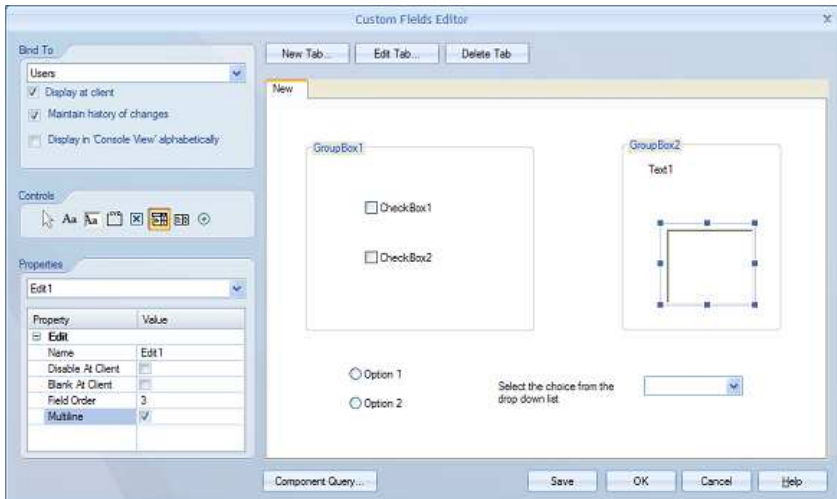 Custom Fields Editor
Bind To
Users
Display at client
Maintain history of changes
Display in 'Console View' alphabetically
Controls
Aa Aa
Properties
Edit1
Property Value
Edit
Name Edit1
Disable At Client
Blank At Client
Field Order 3
Multiline
New Tab... Edit Tab... Delete Tab
New
GroupBox1
CheckBox1
CheckBox2
GroupBox2
Text1
Option 1
Option 2
Select the choice from the
drop down list
Component Query... Save OK Cancel Help